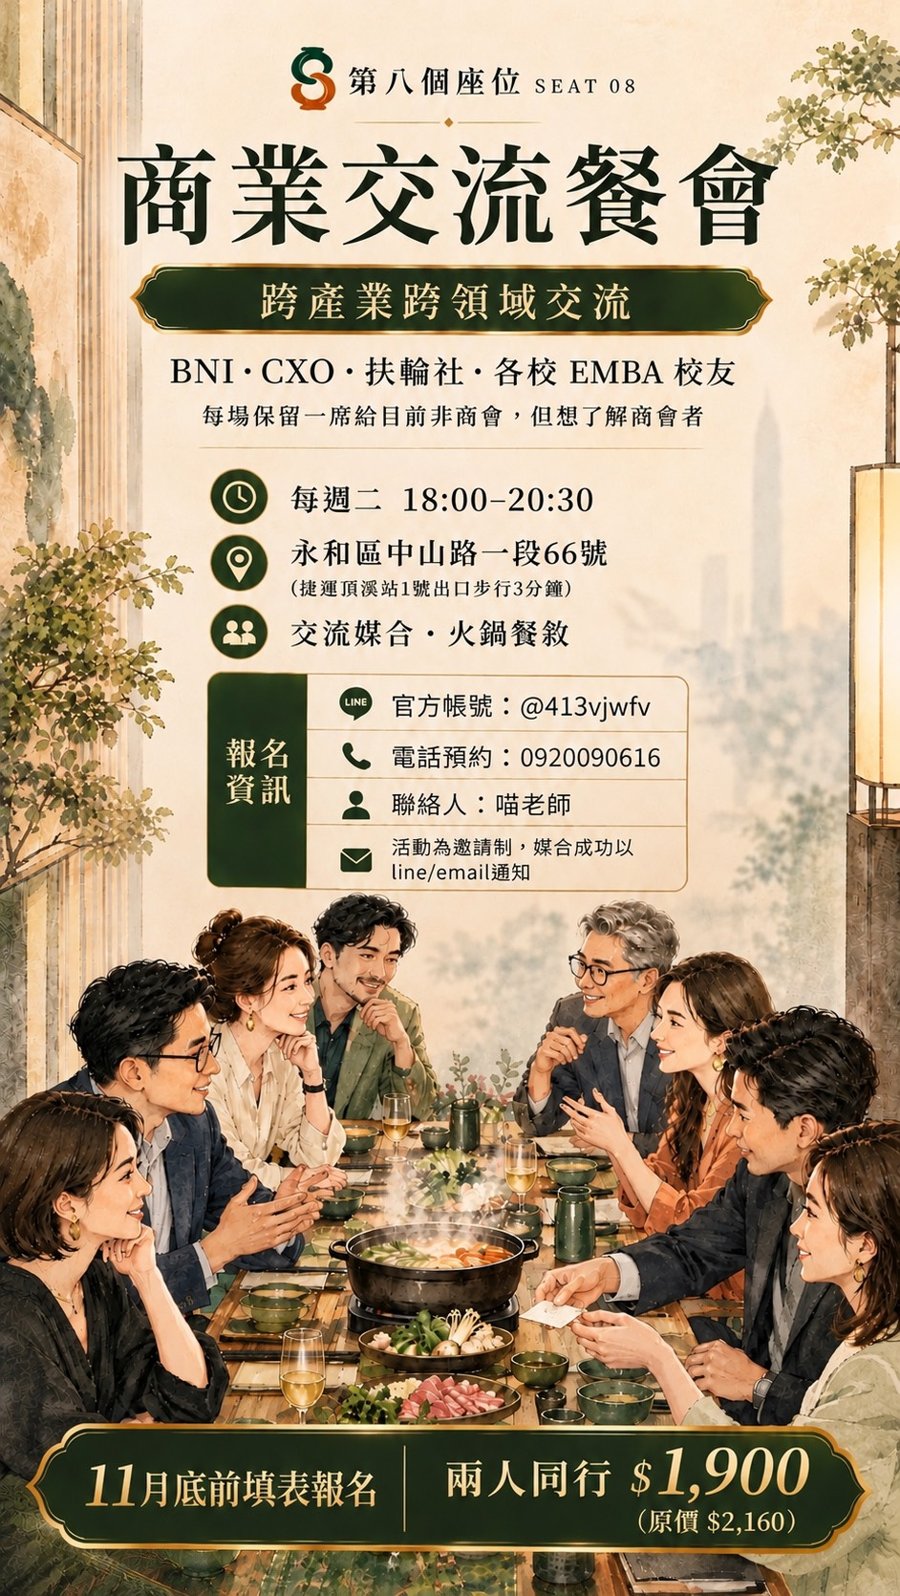 第八個座位 SEAT 08
商業交流餐會
跨產業跨領域交流
BNI・CXO・扶輪社・各校 EMBA 校友
每場保留一席給目前非商會，但想了解商會者
每週二 18:00–20:30
永和區中山路一段66號
(捷運頂溪站1號出口步行3分鐘)
交流媒合・火鍋餐敘
報名
資訊
LINE 官方帳號：@413vjwfv
電話預約：0920090616
聯絡人：喵老師
活動為邀請制，媒合成功以
line/email通知
11月底前填表報名
兩人同行 $1,900
（原價 $2,160）